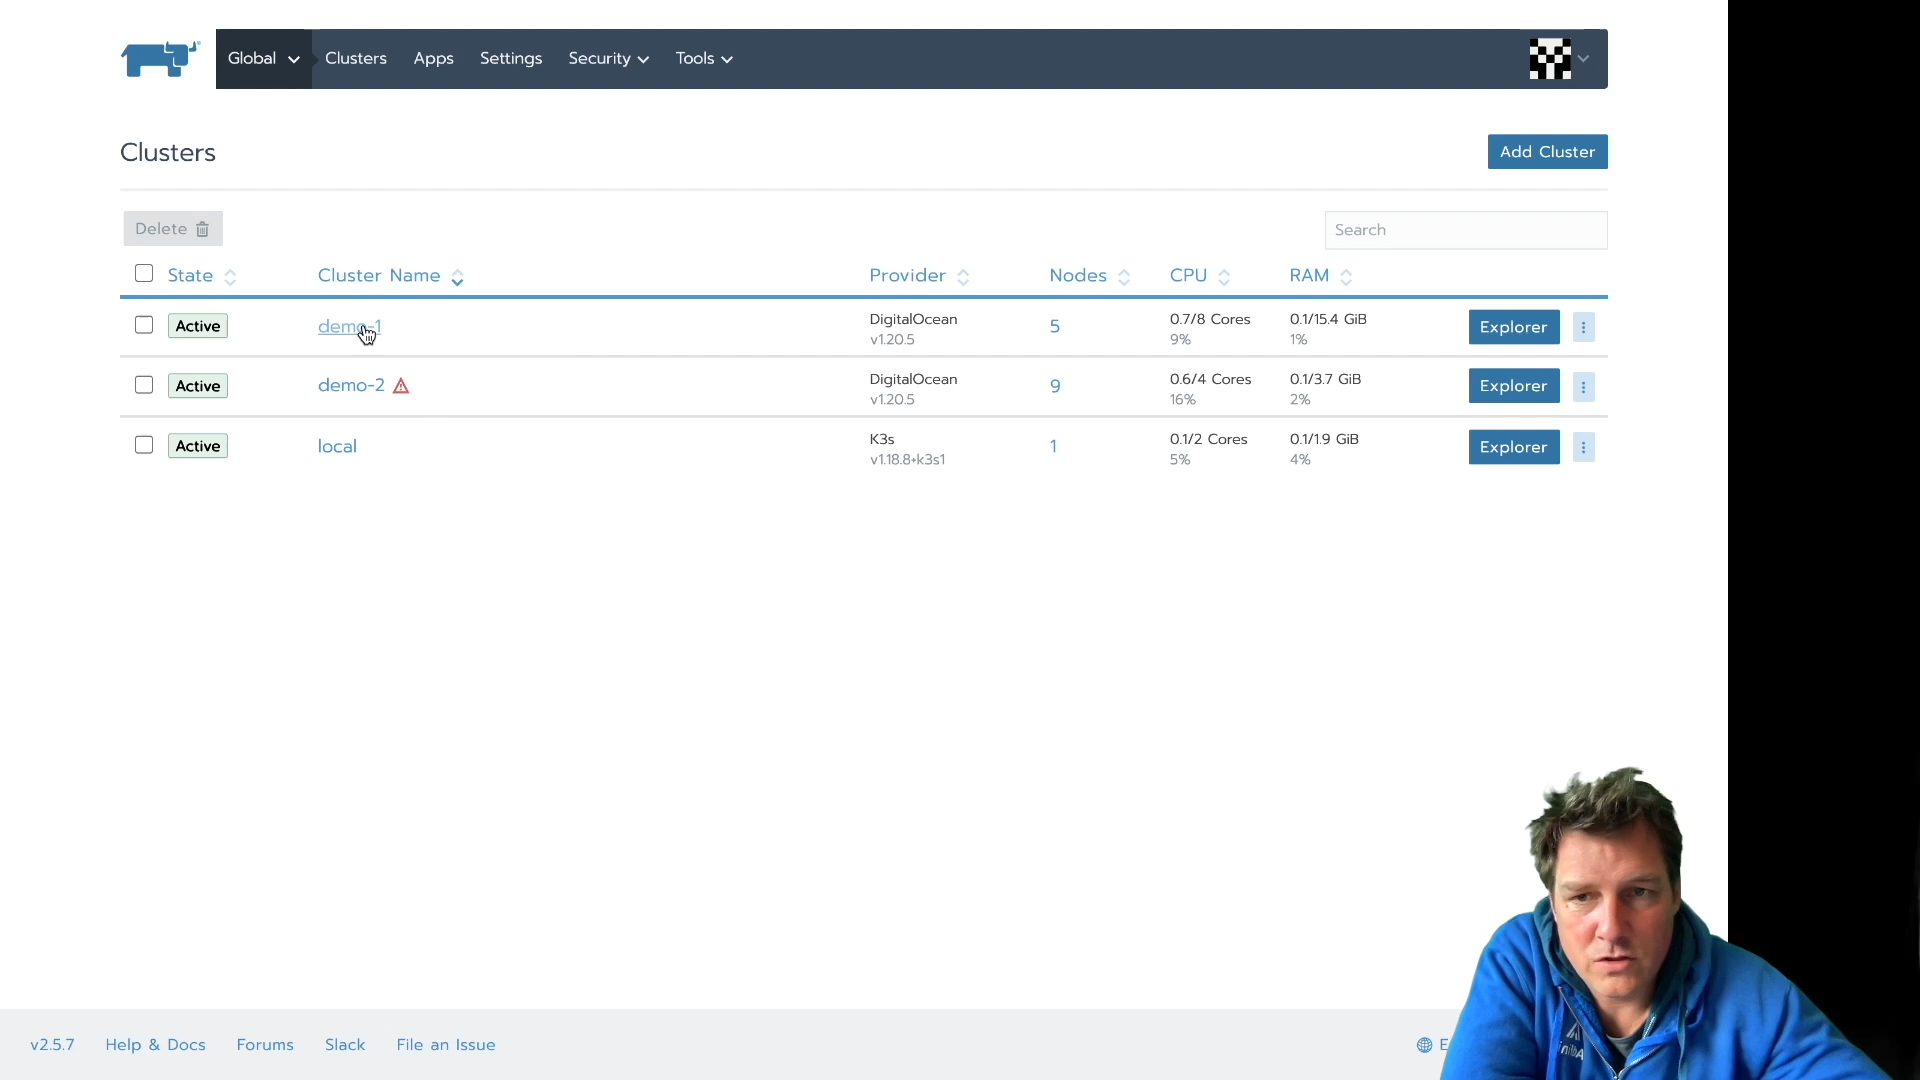 Global Clusters Apps Settings Security Tools
Clusters
Add Cluster
Delete
Search
State Cluster Name Provider Nodes CPU RAM
Active demo-1 DigitalOcean 5 0.7/8 Cores 0.1/15.4 GiB Explorer
v1.20.5 9% 1%
Active demo-2 DigitalOcean 9 0.6/4 Cores 0.1/3.7 GiB Explorer
v1.20.5 16% 2%
Active local K3s 1 0.1/2 Cores 0.1/1.9 GiB Explorer
v1.18.8+k3s1 5% 4%
v2.5.7 Help & Docs Forums Slack File an Issue